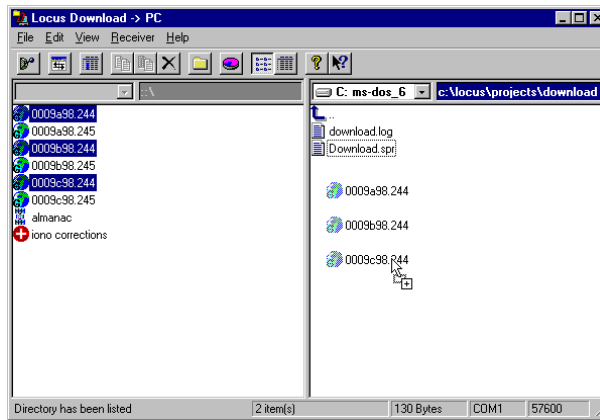 Locus Download -> PC
File Edit View Receiver Help
::\
C: ms-dos_6
c:\locus\projects\download
0009a98.244
0009a98.245
0009b98.244
0009b98.245
0009c98.244
0009c98.245
almanac
iono corrections
..
download.log
Download.spr
0009a98.244
0009b98.244
0009c98.244
Directory has been listed
2 item(s)
130 Bytes
COM1
57600